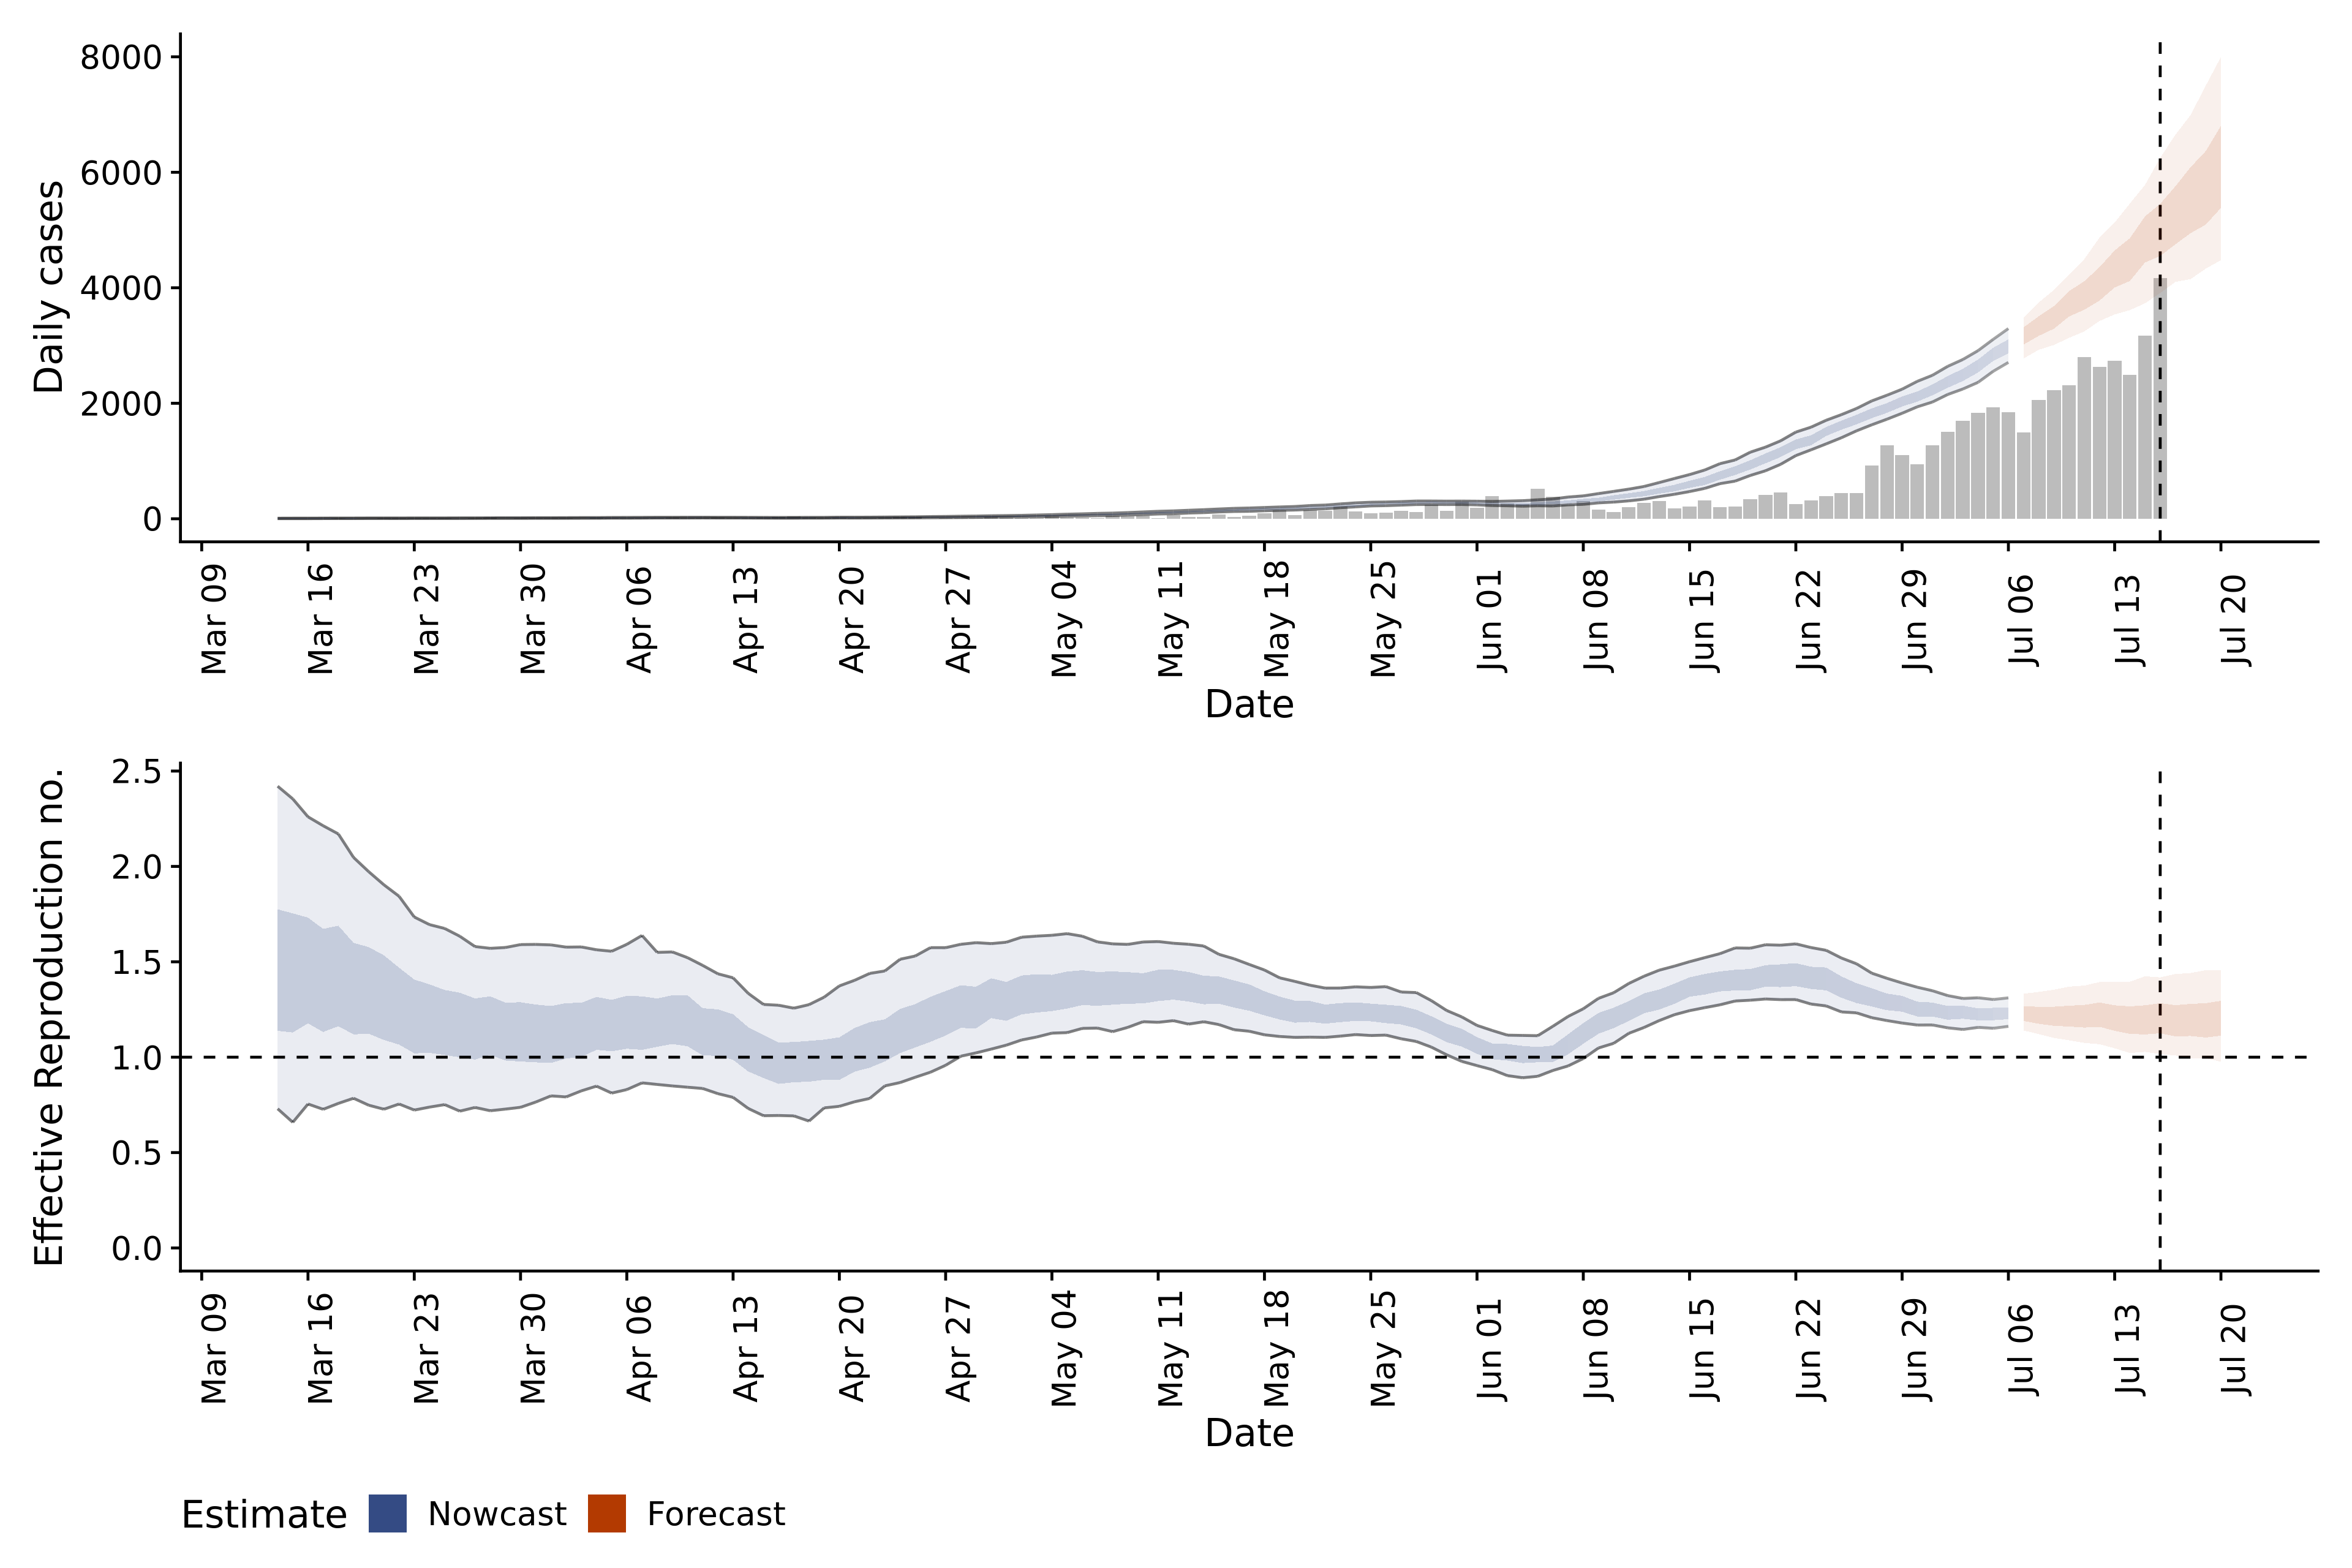 Daily cases
8000
6000
4000
2000
0
Mar 09
Mar 16
Mar 23
Mar 30
Apr 06
Apr 13
Apr 20
Apr 27
May 04
May 11
May 18
May 25
Jun 01
Jun 08
Jun 15
Jun 22
Jun 29
Jul 06
Jul 13
Jul 20
Date
Effective Reproduction no.
2.5
2.0
1.5
1.0
0.5
0.0
Mar 09
Mar 16
Mar 23
Mar 30
Apr 06
Apr 13
Apr 20
Apr 27
May 04
May 11
May 18
May 25
Jun 01
Jun 08
Jun 15
Jun 22
Jun 29
Jul 06
Jul 13
Jul 20
Date
Estimate Nowcast Forecast